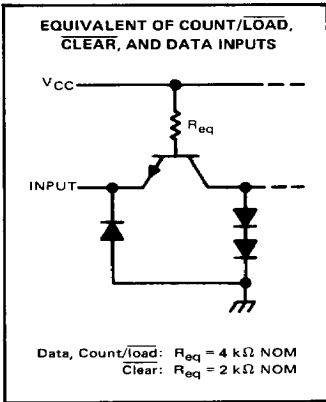 EQUIVALENT OF COUNT/LOAD,
CLEAR, AND DATA INPUTS
VCC
Req
INPUT
Data, Count/load: Req = 4 kΩ NOM
Clear: Req = 2 kΩ NOM